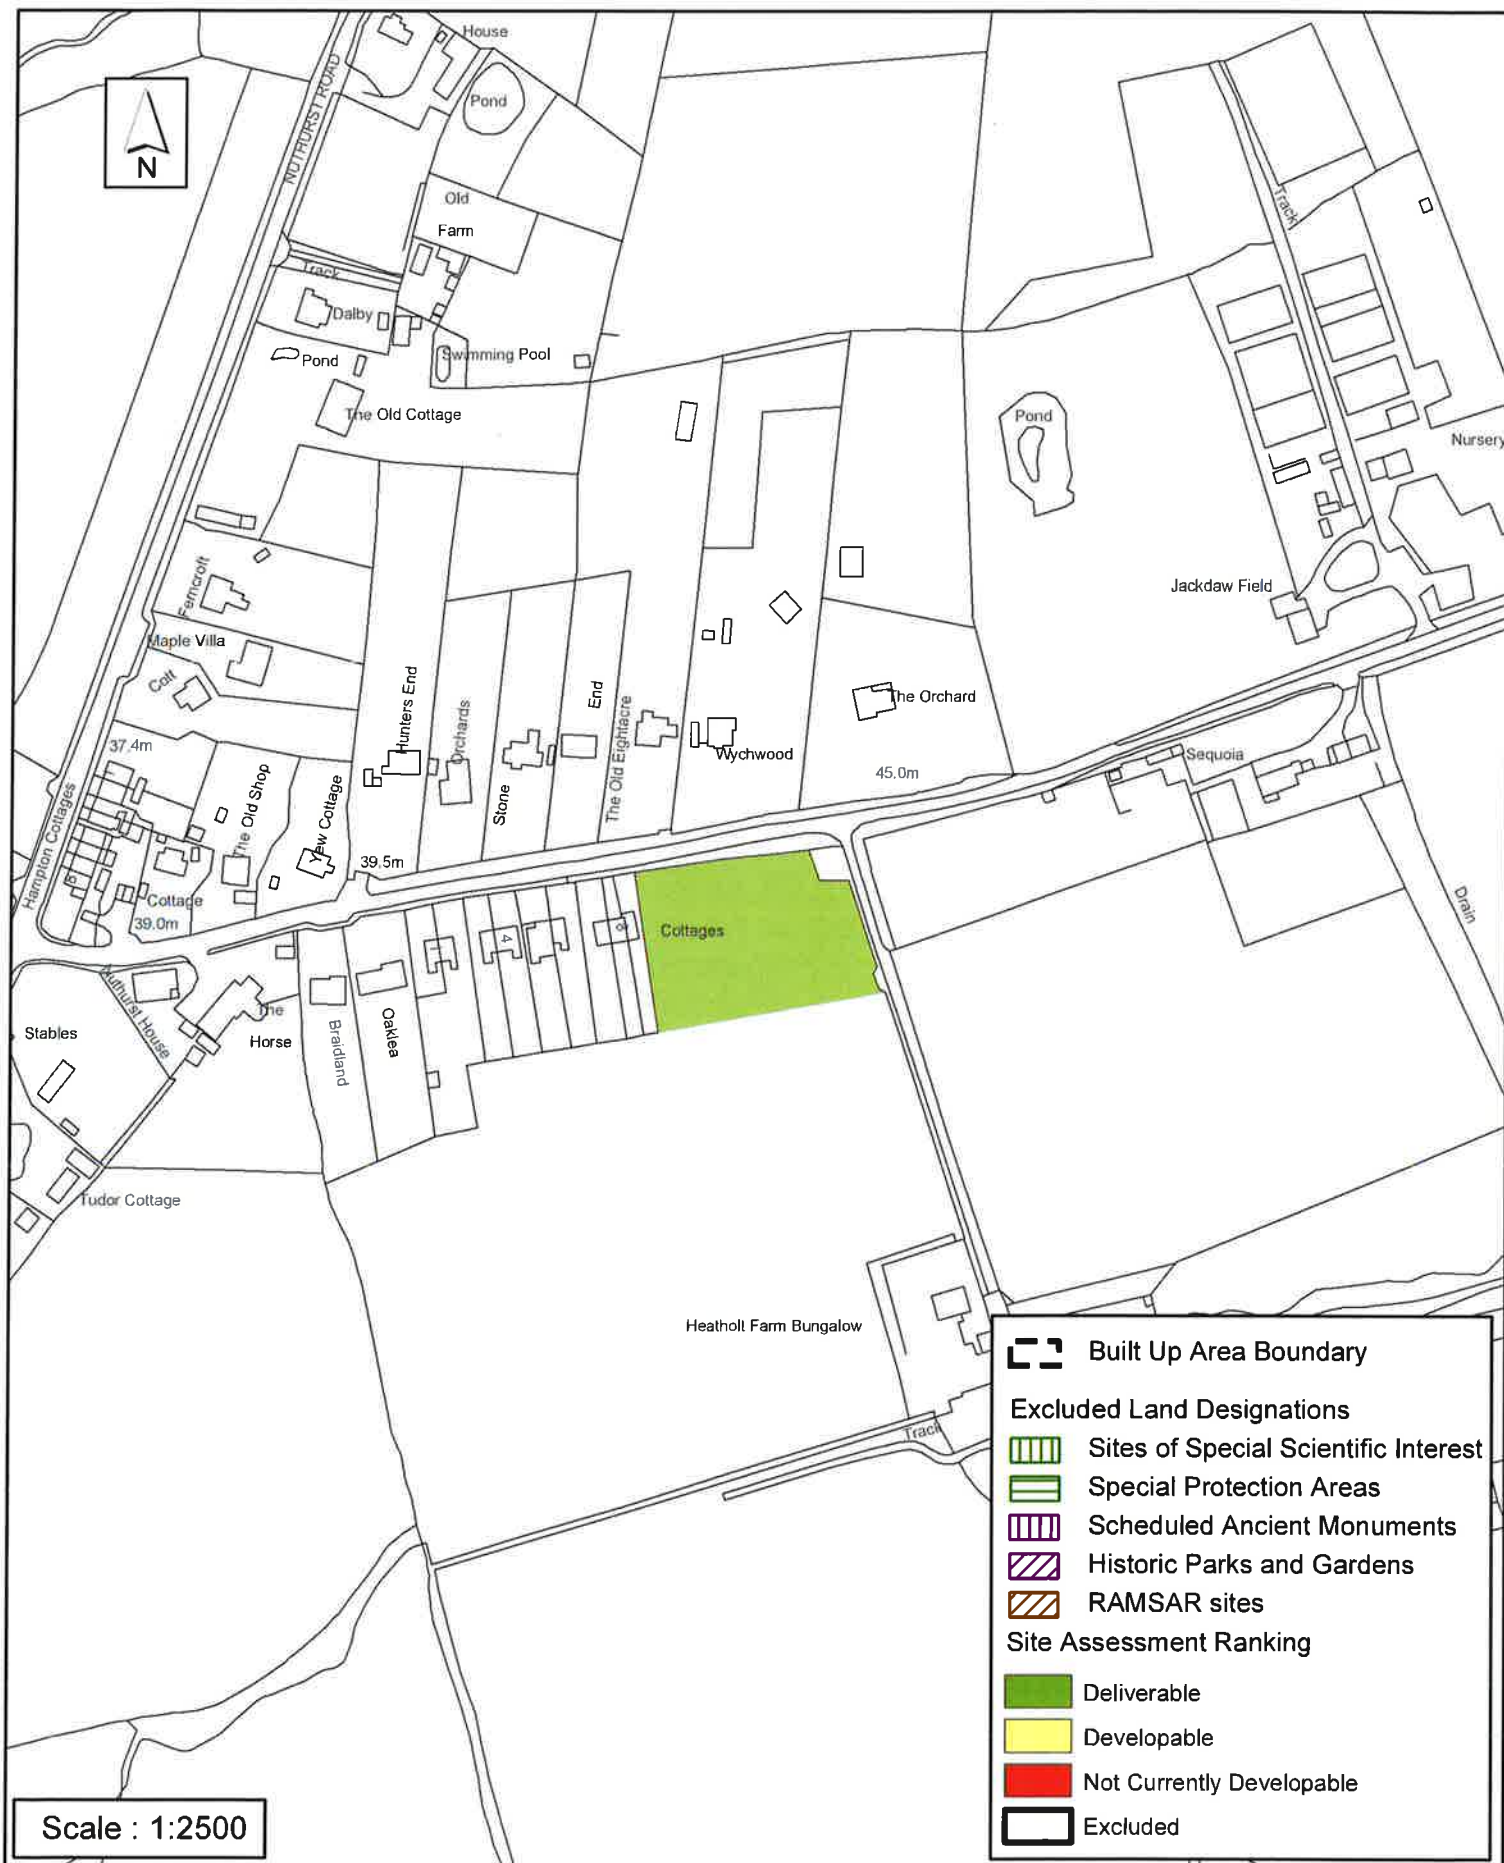 House
Pond
NUTHURST ROAD
N
Old
Farm
Track
Track
Dalby
Pond
Swimming Pool
The Old Cottage
Pond
Nursery
Jackdaw Field
Ferncroft
Maple Villa
Colt
Hunters End
Orchards
Stone
End
The Old Eightacre
The Orchard
Wychwood
45.0m
Sequoia
37.4m
1
Hampton Cottages
8
The Old Shop
Yew Cottage
39.5m
Cottage
39.0m
1
4
8
Cottages
Drain
Nuthurst House
Stables
The
Horse
Braidland
Oaklea
Tudor Cottage
Heatholt Farm Bungalow
Track
Built Up Area Boundary
Excluded Land Designations
Sites of Special Scientific Interest
Special Protection Areas
Scheduled Ancient Monuments
Historic Parks and Gardens
RAMSAR sites
Site Assessment Ranking
Deliverable
Developable
Not Currently Developable
Excluded
Scale : 1:2500